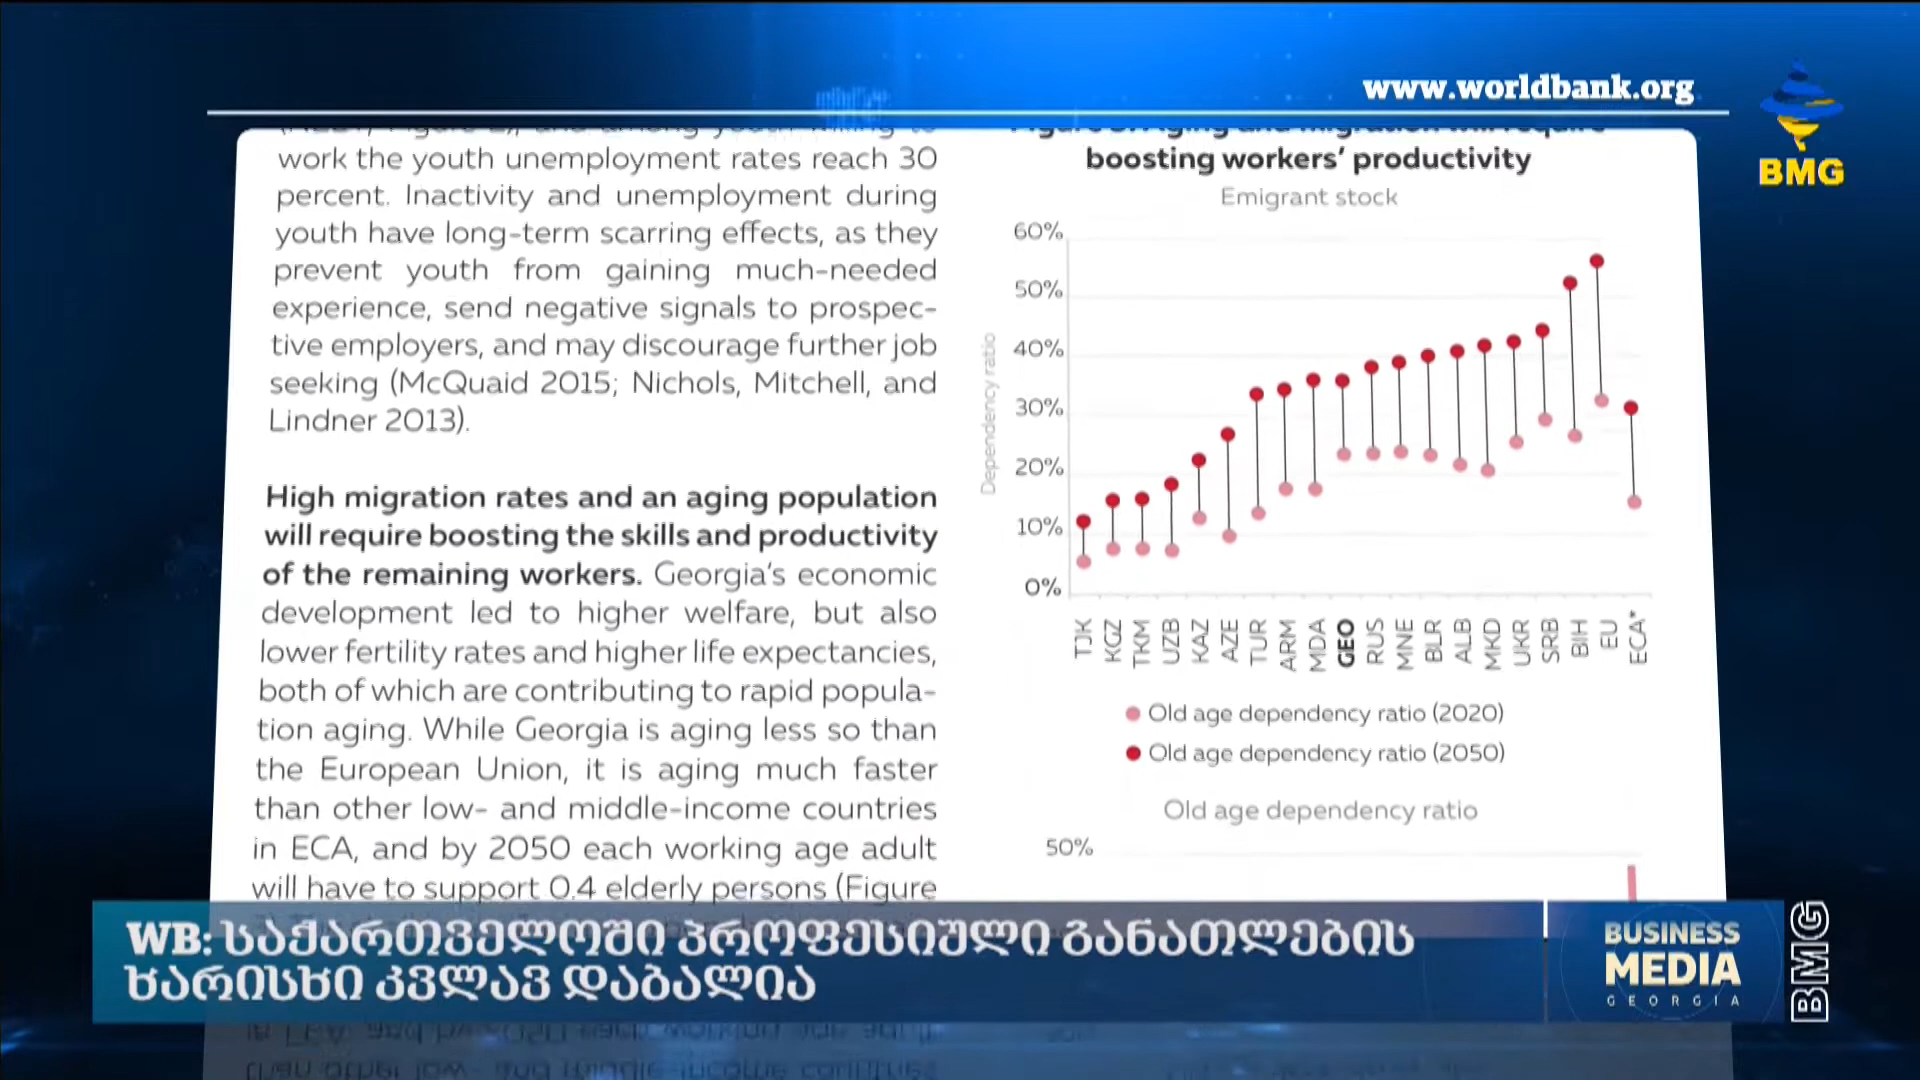 www.worldbank.org
BMG
work the youth unemployment rates reach 30
percent. Inactivity and unemployment during
youth have long-term scarring effects, as they
prevent youth from gaining much-needed
experience, send negative signals to prospec-
tive employers, and may discourage further job
seeking (McQuaid 2015; Nichols, Mitchell, and
Lindner 2013).
High migration rates and an aging population
will require boosting the skills and productivity
of the remaining workers. Georgia's economic
development led to higher welfare, but also
lower fertility rates and higher life expectancies,
both of which are contributing to rapid popula-
tion aging. While Georgia is aging less so than
the European Union, it is aging much faster
than other low- and middle-income countries
in ECA, and by 2050 each working age adult
will have to support 0.4 elderly persons (Figure
boosting workers' productivity
Emigrant stock
Dependency ratio
60%
50%
40%
30%
20%
10%
0%
TJK KGZ TKM UZB KAZ AZE TUR ARM MDA GEO RUS MNE BLR ALB MKD UKR SRB BIH EU ECA*
Old age dependency ratio (2020)
Old age dependency ratio (2050)
Old age dependency ratio
50%
WB: საქართველოში პროფესიული განათლების
ხარისხი კვლავ დაბალია
BUSINESS
MEDIA
GEORGIA
BMG